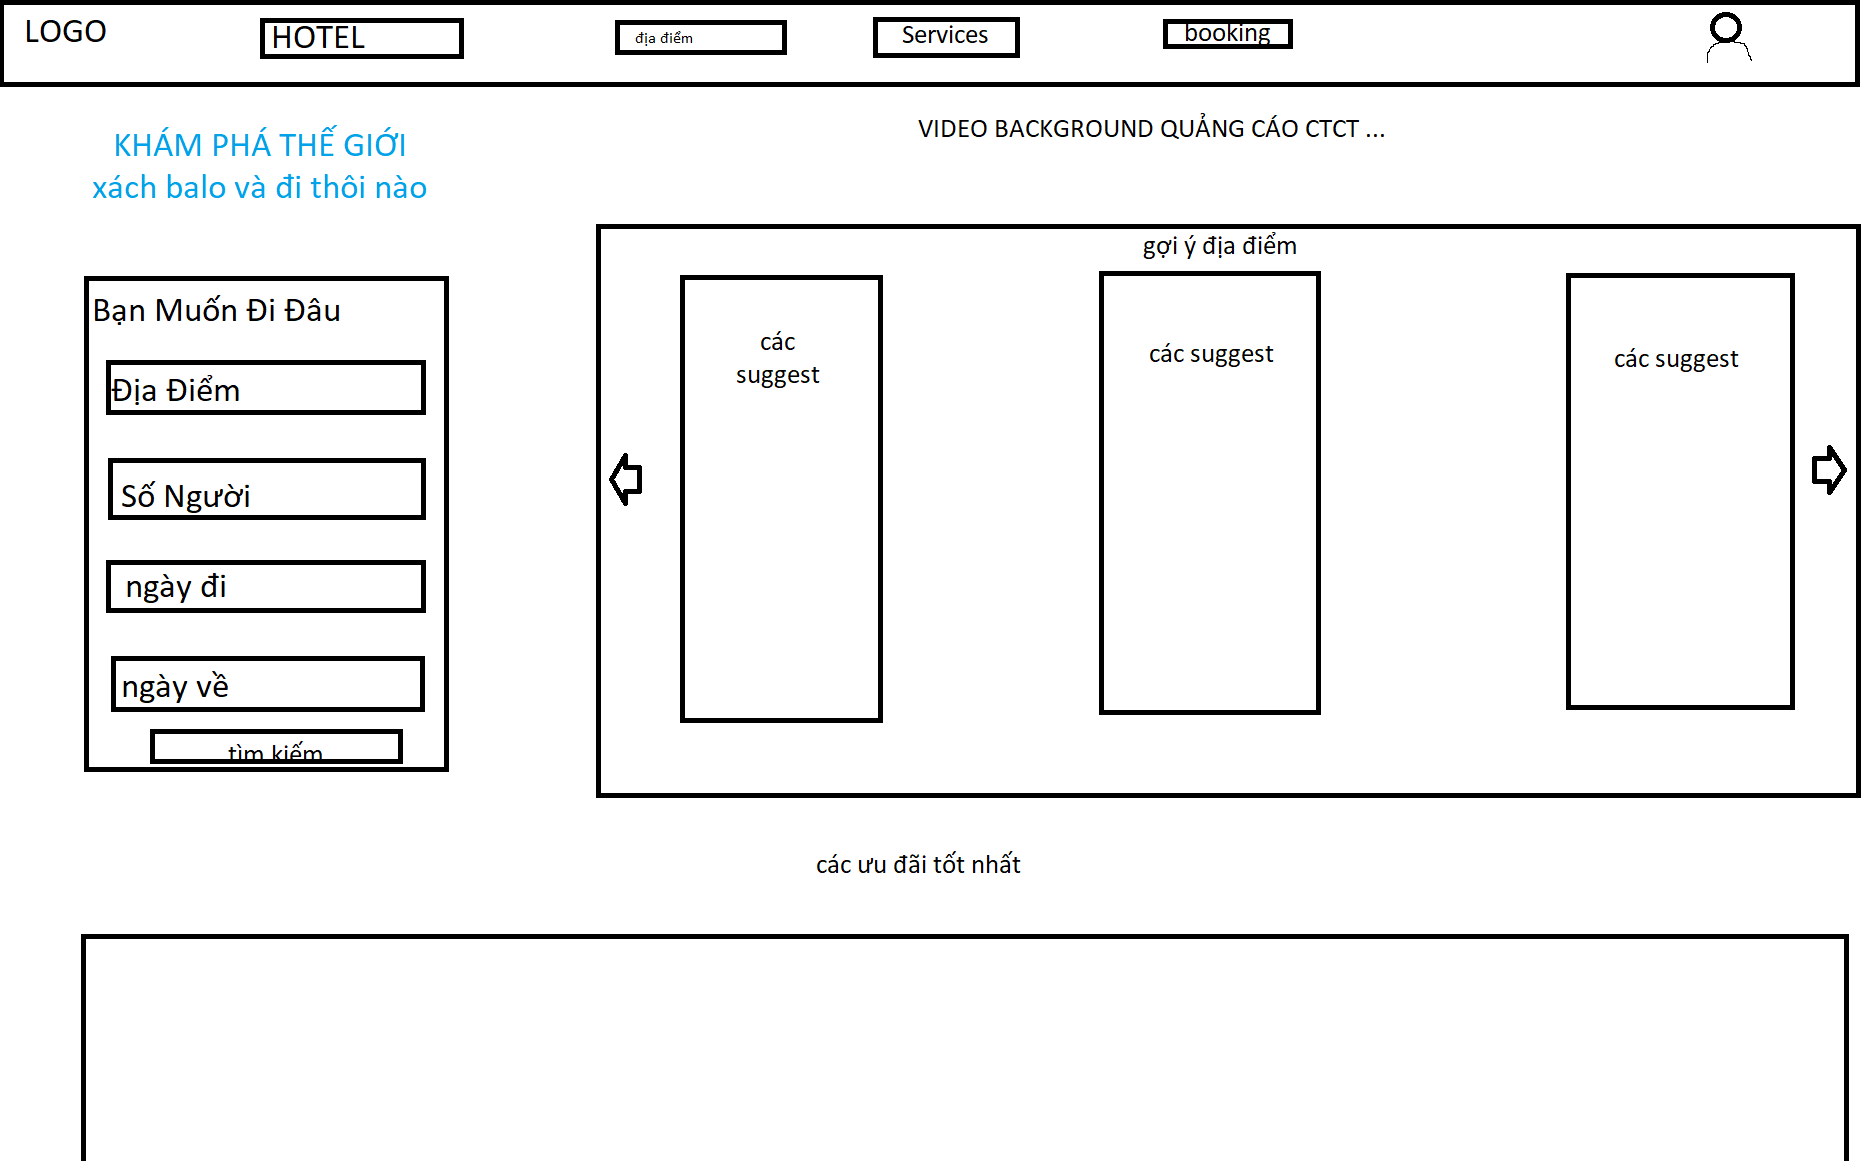 LOGO
HOTEL
địa điểm
Services
booking
KHÁM PHÁ THẾ GIỚI
xách balo và đi thôi nào
VIDEO BACKGROUND QUẢNG CÁO CTCT ...
Bạn Muốn Đi Đâu
Địa Điểm
Số Người
ngày đi
ngày về
tìm kiếm
gợi ý địa điểm
các
suggest
các suggest
các suggest
các ưu đãi tốt nhất